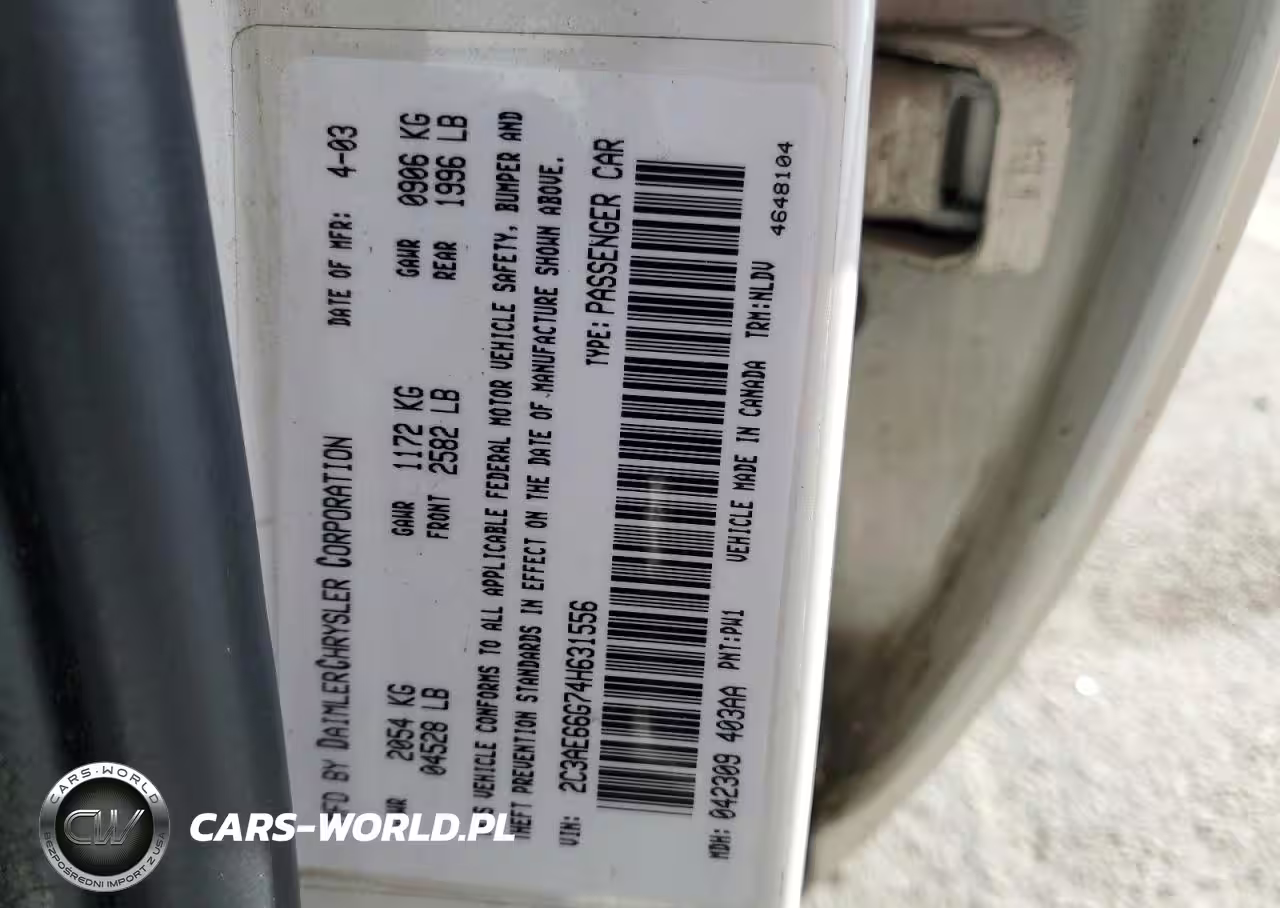 MFD BY DAIMLERCHRYSLER CORPORATION DATE OF MFR: 4-03
2054 KG GAWR 1172 KG GAWR 0906 KG
04528 LB FRONT 2582 LB REAR 1996 LB
VEHICLE CONFORMS TO ALL APPLICABLE FEDERAL MOTOR VEHICLE SAFETY, BUMPER AND
THEFT PREVENTION STANDARDS IN EFFECT ON THE DATE OF MANUFACTURE SHOWN ABOVE.
VIN: 2C3AE66G74H631556 TYPE: PASSENGER CAR
MDH: 042309 403AA PNT:PW1 VEHICLE MADE IN CANADA TRM:NLDV
4648104
CARS-WORLD
CW
BEZPOŚREDNI IMPORT Z USA
CARS-WORLD.PL